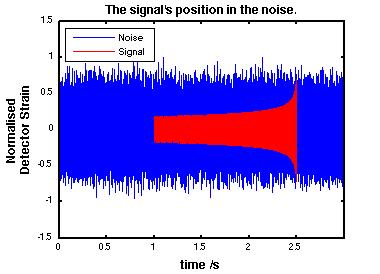 The signal's position in the noise.
1.5
1
0.5
0
-0.5
-1
-1.5
Normalised
Detector Strain
Noise
Signal
0
0.5
1
1.5
2
2.5
time /s